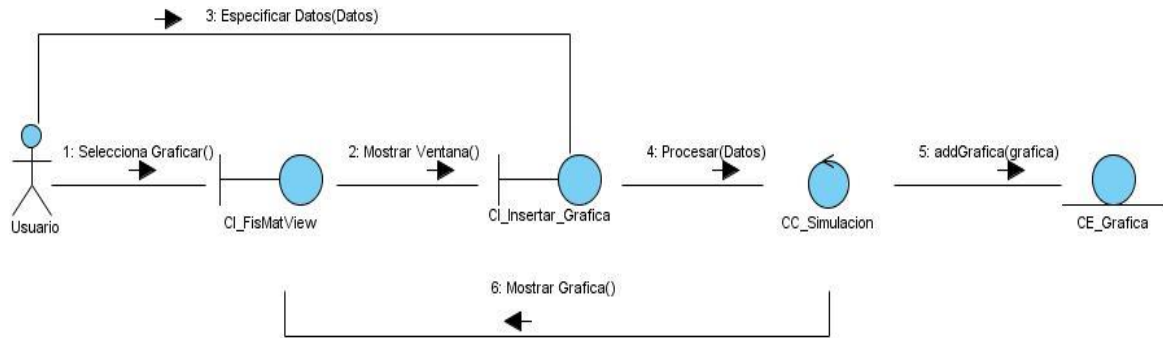 3: Especificar Datos(Datos)
1: Selecciona Graficar()
2: Mostrar Ventana()
4: Procesar(Datos)
5: addGrafica(grafica)
Usuario
CI_FisMatView
CI_Insertar_Grafica
CC_Simulacion
CE_Grafica
6: Mostrar Grafica()